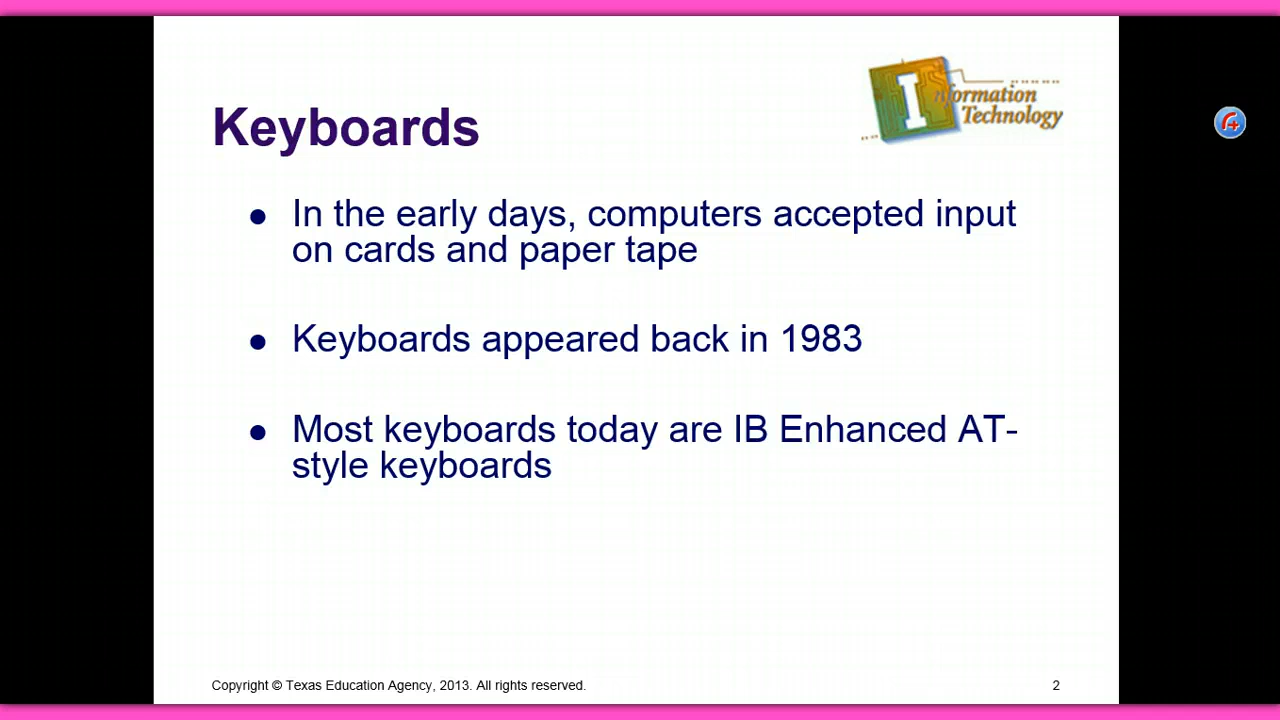 Information
Technology
Keyboards
● In the early days, computers accepted input
on cards and paper tape
● Keyboards appeared back in 1983
● Most keyboards today are IB Enhanced AT-
style keyboards
Copyright © Texas Education Agency, 2013. All rights reserved.
2